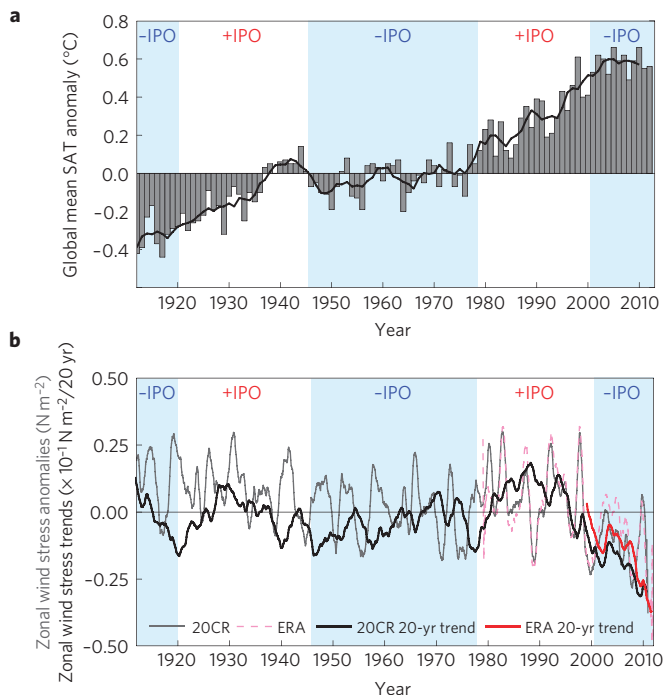 a
−IPO +IPO −IPO +IPO −IPO
Global mean SAT anomaly (°C)
0.8
0.6
0.4
0.2
0.0
−0.2
−0.4
1920 1930 1940 1950 1960 1970 1980 1990 2000 2010
Year
b
−IPO +IPO −IPO +IPO −IPO
Zonal wind stress anomalies (N m−2)
Zonal wind stress trends (× 10−1 N m−2/20 yr)
0.50
0.25
0.00
−0.25
−0.50
20CR ERA 20CR 20-yr trend ERA 20-yr trend
1920 1930 1940 1950 1960 1970 1980 1990 2000 2010
Year